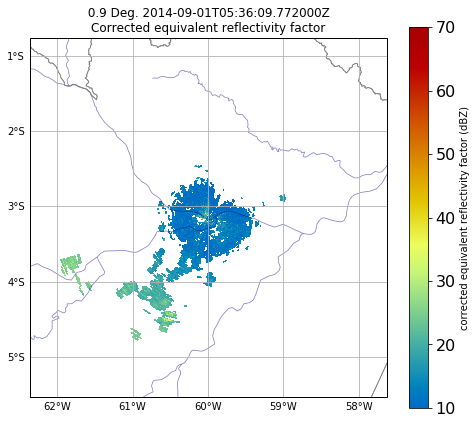 0.9 Deg. 2014-09-01T05:36:09.772000Z
Corrected equivalent reflectivity factor
1°S
2°S
3°S
4°S
5°S
62°W 61°W 60°W 59°W 58°W
70
60
50
40
30
20
10
corrected equivalent reflectivity factor (dBZ)